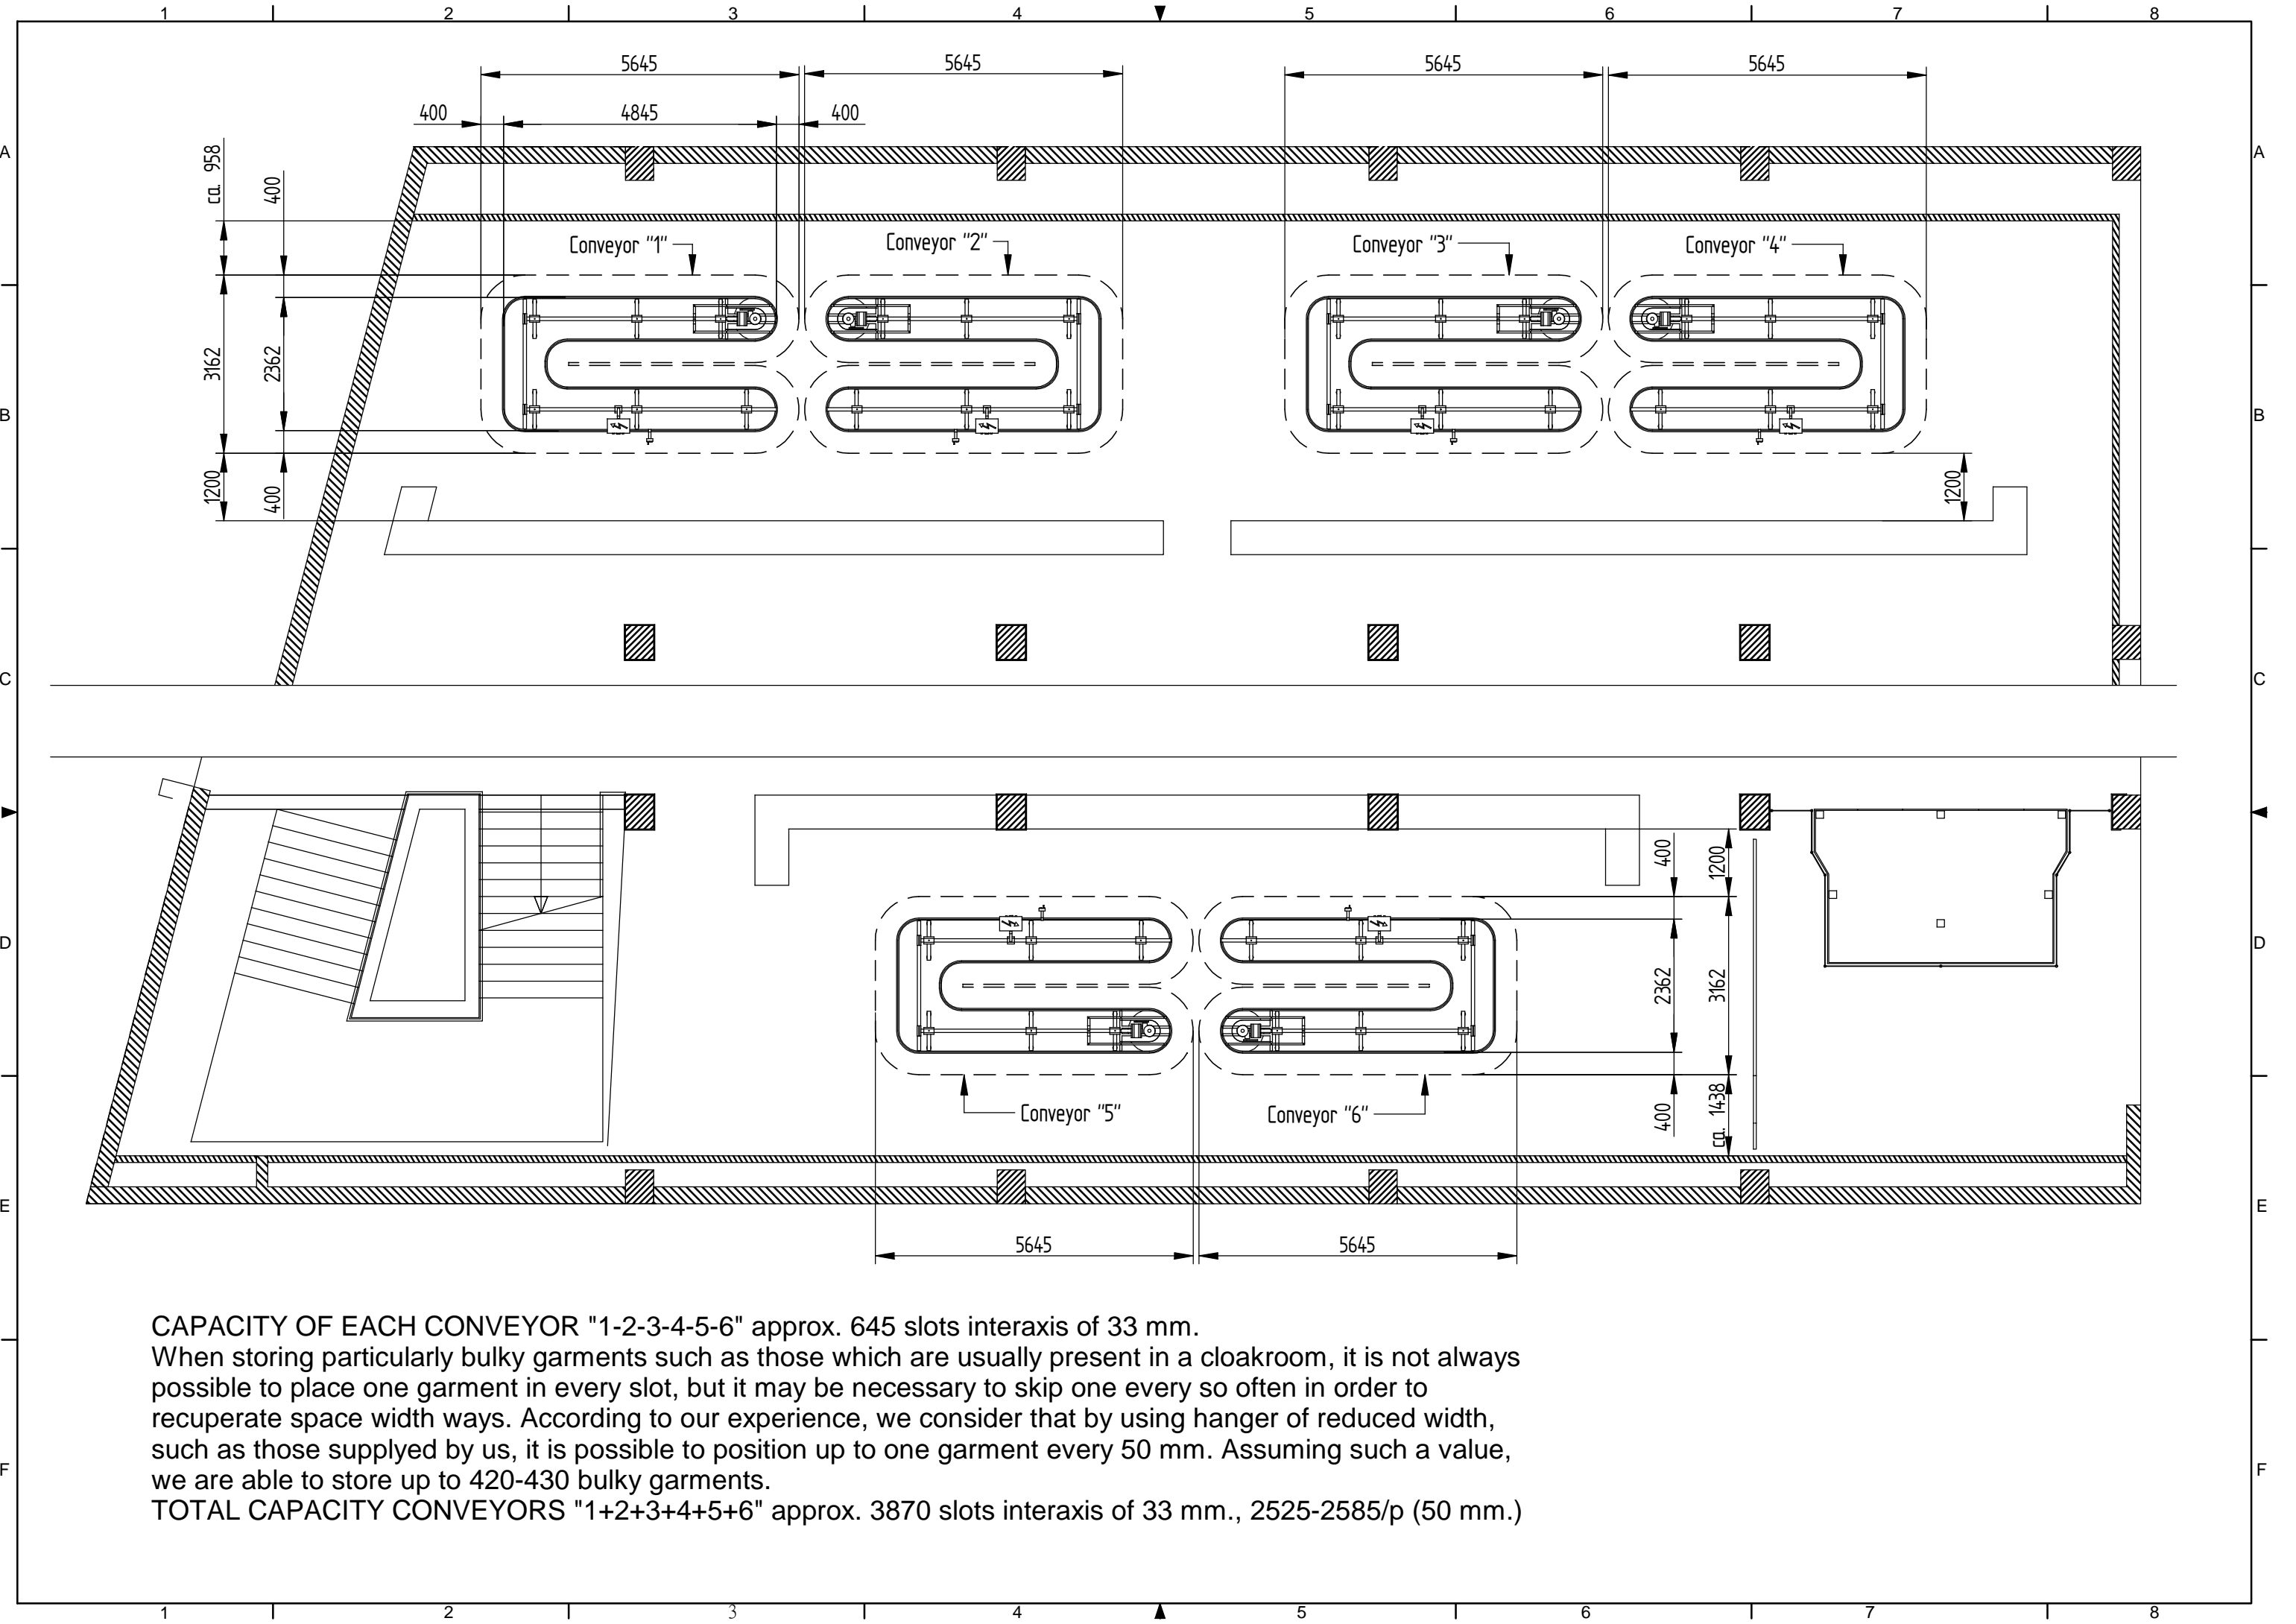 1 2 3 4 5 6 7 8
5645 5645 5645 5645
400 4845 400
A A
ca. 958
400
Conveyor "1" Conveyor "2" Conveyor "3" Conveyor "4"
3162
2362
B B
1200
400
1200
C C
400
1200
D D
2362
3162
Conveyor "5" Conveyor "6"
400
ca. 1438
E E
5645 5645
CAPACITY OF EACH CONVEYOR "1-2-3-4-5-6" approx. 645 slots interaxis of 33 mm.
When storing particularly bulky garments such as those which are usually present in a cloakroom, it is not always
possible to place one garment in every slot, but it may be necessary to skip one every so often in order to
recuperate space width ways. According to our experience, we consider that by using hanger of reduced width,
such as those supplyed by us, it is possible to position up to one garment every 50 mm. Assuming such a value,
we are able to store up to 420-430 bulky garments.
F F
TOTAL CAPACITY CONVEYORS "1+2+3+4+5+6" approx. 3870 slots interaxis of 33 mm., 2525-2585/p (50 mm.)
1 2 3 4 5 6 7 8